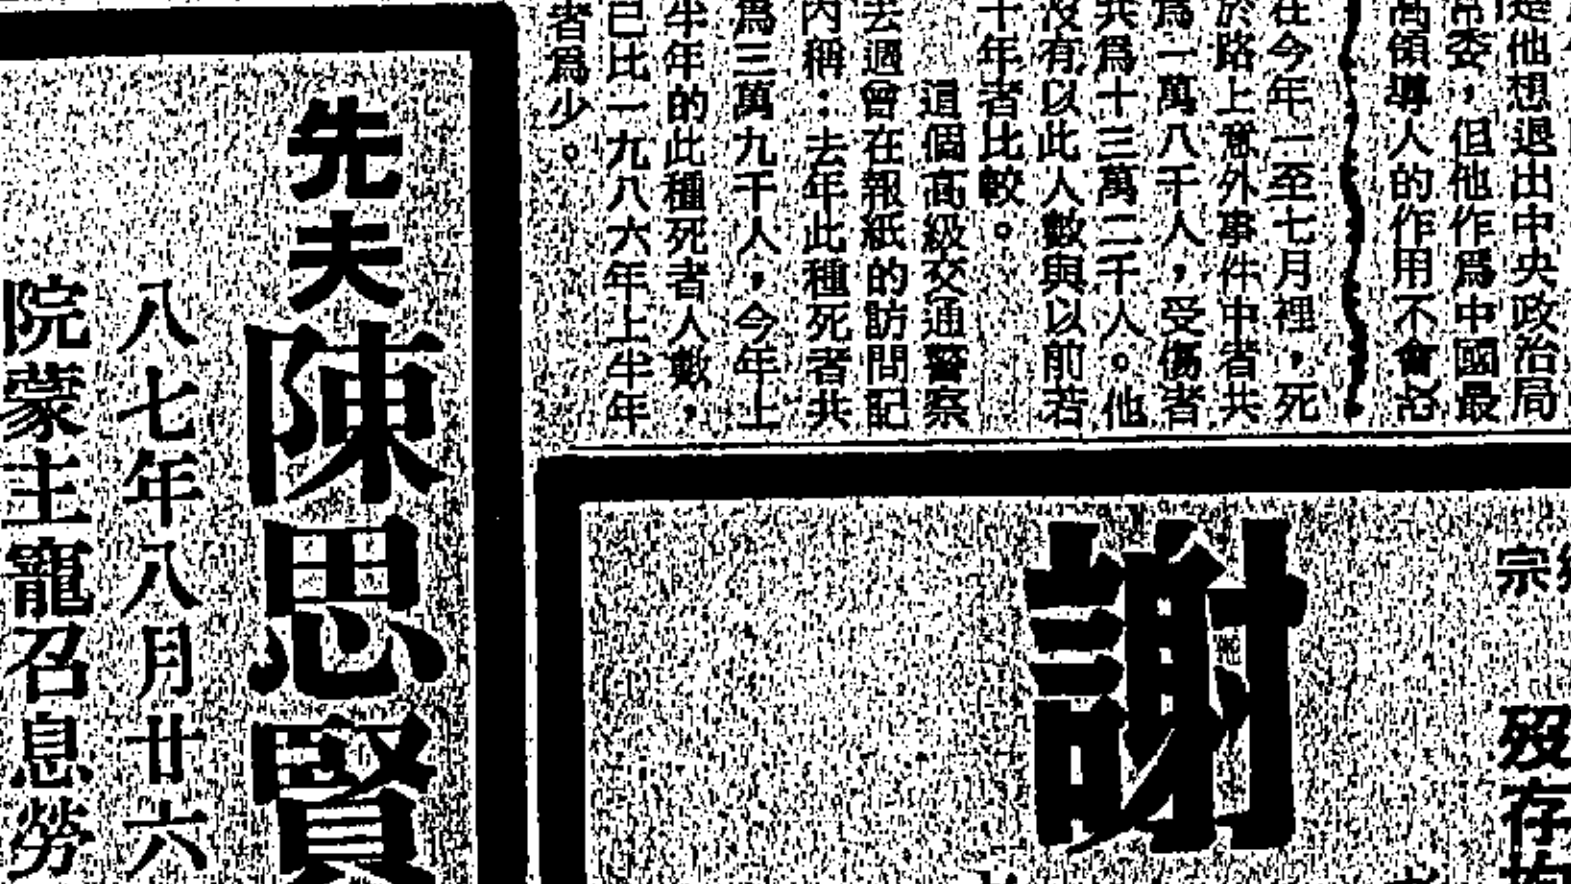 是他想退出中央政治局
常委，但他作爲中國最
高領導人的作用不會
在今年一至七月裡，死
於路上意外事件中者共
爲一萬八千人，受傷者
共爲十三萬二千人。他
沒有以此人數與以前若
十年者比較。
這個高級交通警察
去週曾在報紙的訪問記
內稱：去年此種死者共
爲三萬九千人，今年上
半年的此種死者人數，
已比一九八六年上半年
者爲少。
宗
謝
歿存
先夫陳思賢
八七年八月廿六
院蒙主寵召息勞